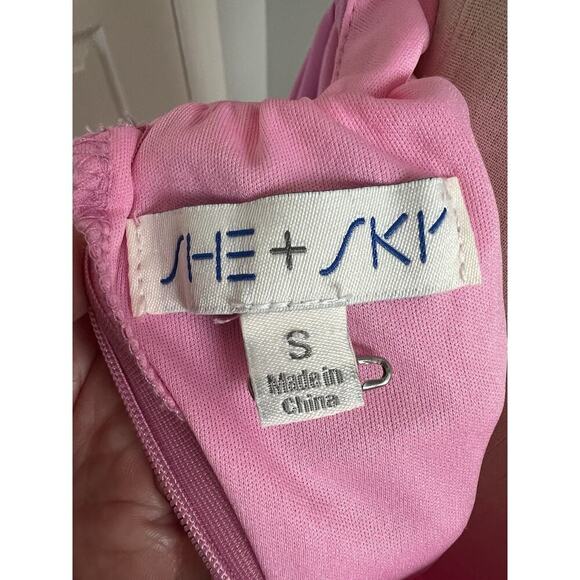 SHE + SKY
S
Made in
China